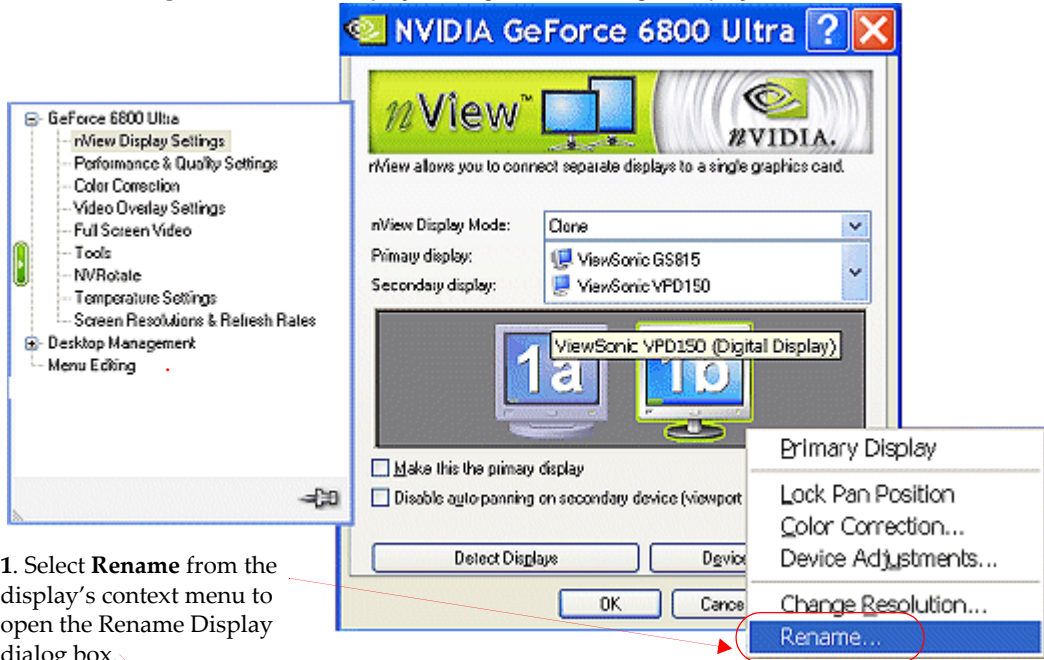 NVIDIA GeForce 6800 Ultra
nView™
NVIDIA.
nView allows you to connect separate displays to a single graphics card.
GeForce 6800 Ultra
nView Display Settings
Performance & Quality Settings
Color Correction
Video Overlay Settings
Full Screen Video
Tools
NVRotate
Temperature Settings
Screen Resolutions & Refresh Rates
Desktop Management
Menu Editing
nView Display Mode: Clone
Primary display: ViewSonic GS815
Secondary display: ViewSonic VPD150
ViewSonic VPD150 (Digital Display)
1a 1b
Make this the primary display
Disable auto-panning on secondary device (viewport
Detect Displays
OK
Primary Display
Lock Pan Position
Color Correction...
Device Adjustments...
Change Resolution...
Rename...
1. Select Rename from the
display's context menu to
open the Rename Display
dialog box.